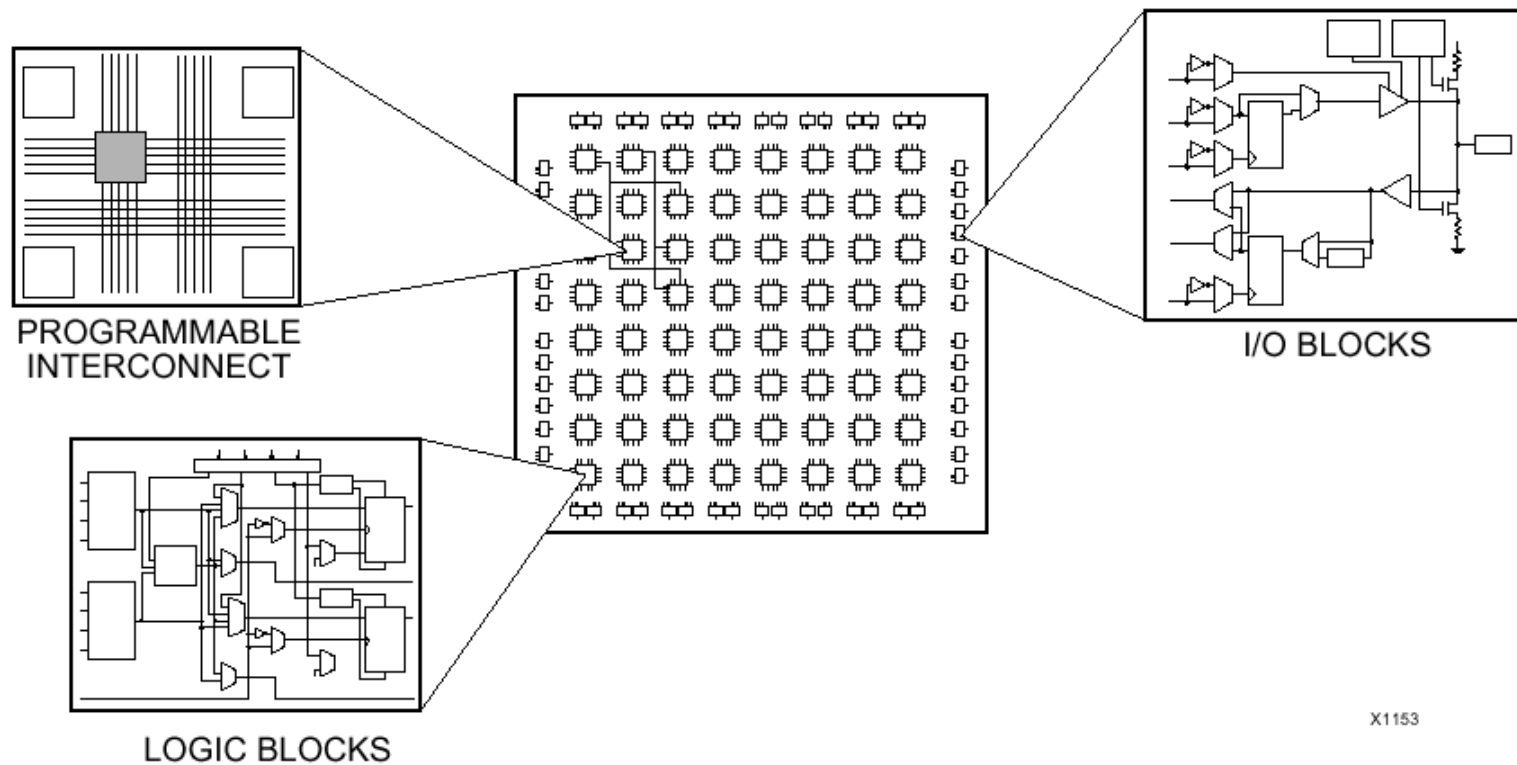 PROGRAMMABLE
INTERCONNECT
I/O BLOCKS
LOGIC BLOCKS
X1153